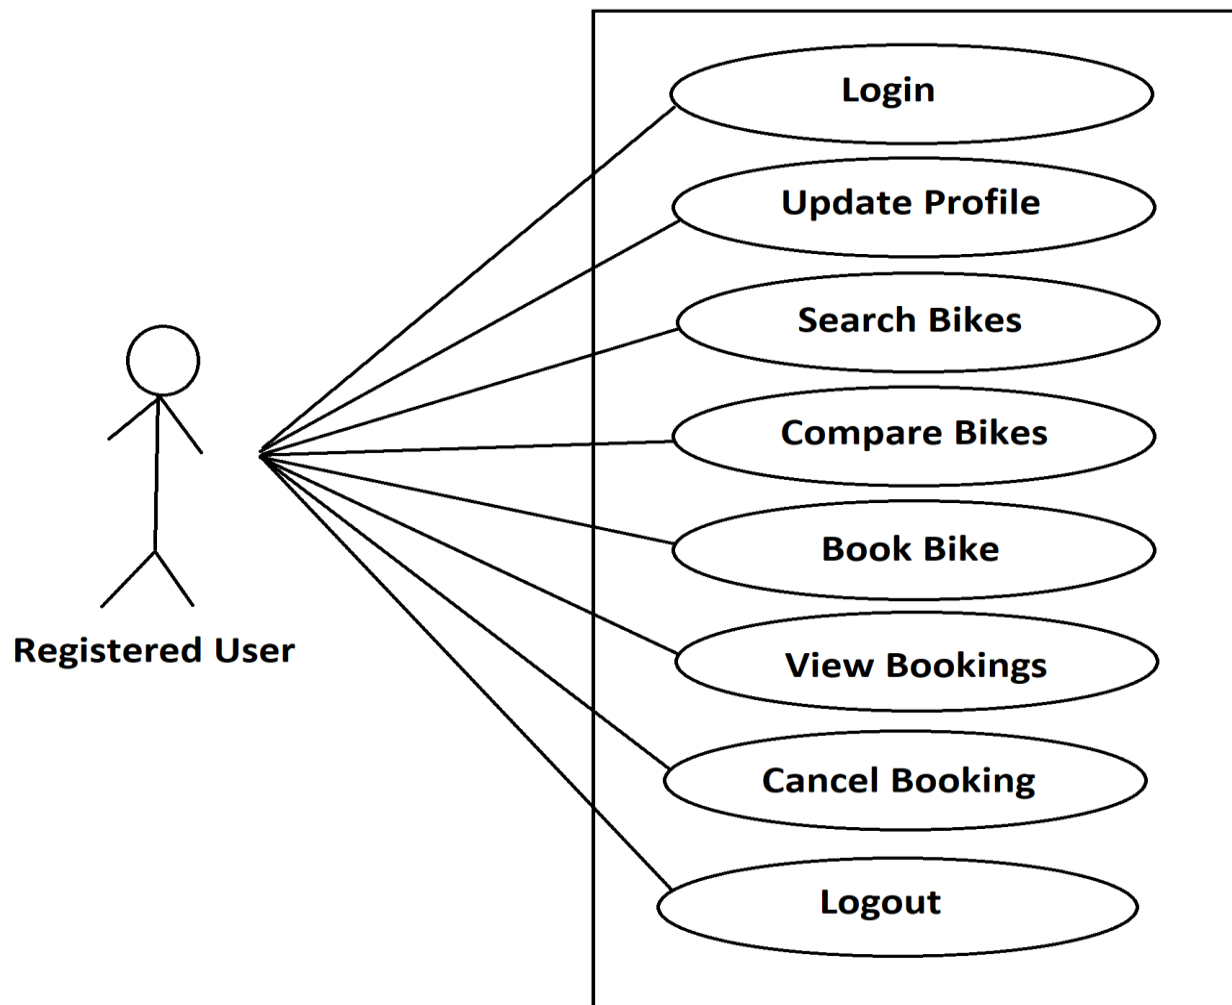 Login
Update Profile
Search Bikes
Compare Bikes
Book Bike
Registered User
View Bookings
Cancel Booking
Logout